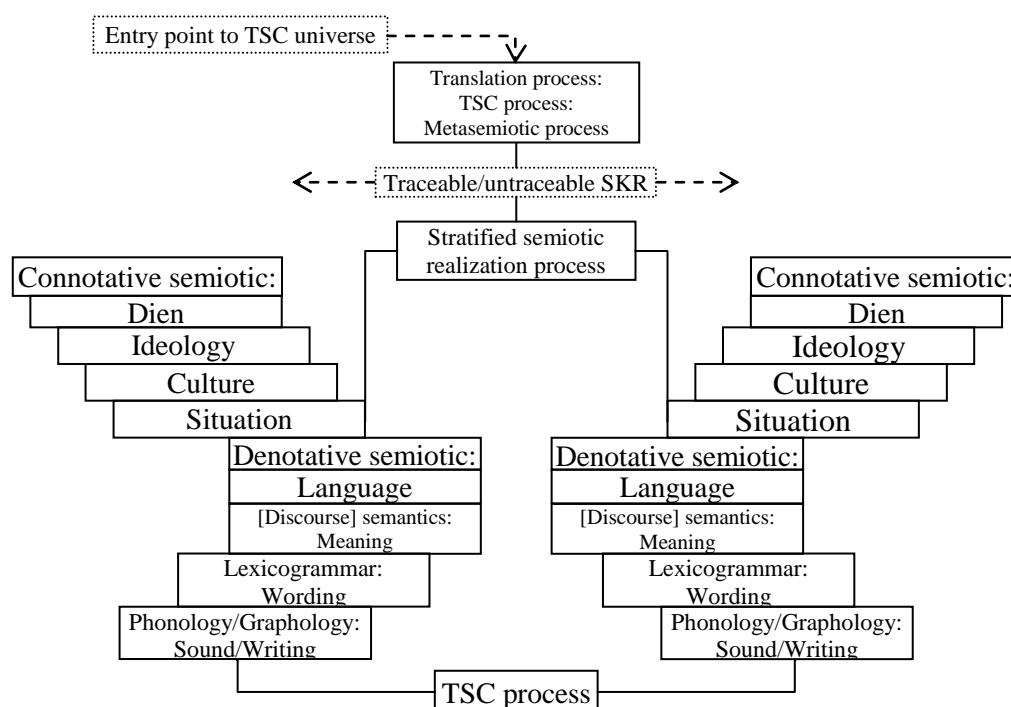 Entry point to TSC universe
Translation process:
TSC process:
Metasemiotic process
Traceable/untraceable SKR
Stratified semiotic
realization process
Connotative semiotic:
Dien
Ideology
Culture
Situation
Denotative semiotic:
Language
[Discourse] semantics:
Meaning
Lexicogrammar:
Wording
Phonology/Graphology:
Sound/Writing
Connotative semiotic:
Dien
Ideology
Culture
Situation
Denotative semiotic:
Language
[Discourse] semantics:
Meaning
Lexicogrammar:
Wording
Phonology/Graphology:
Sound/Writing
TSC process